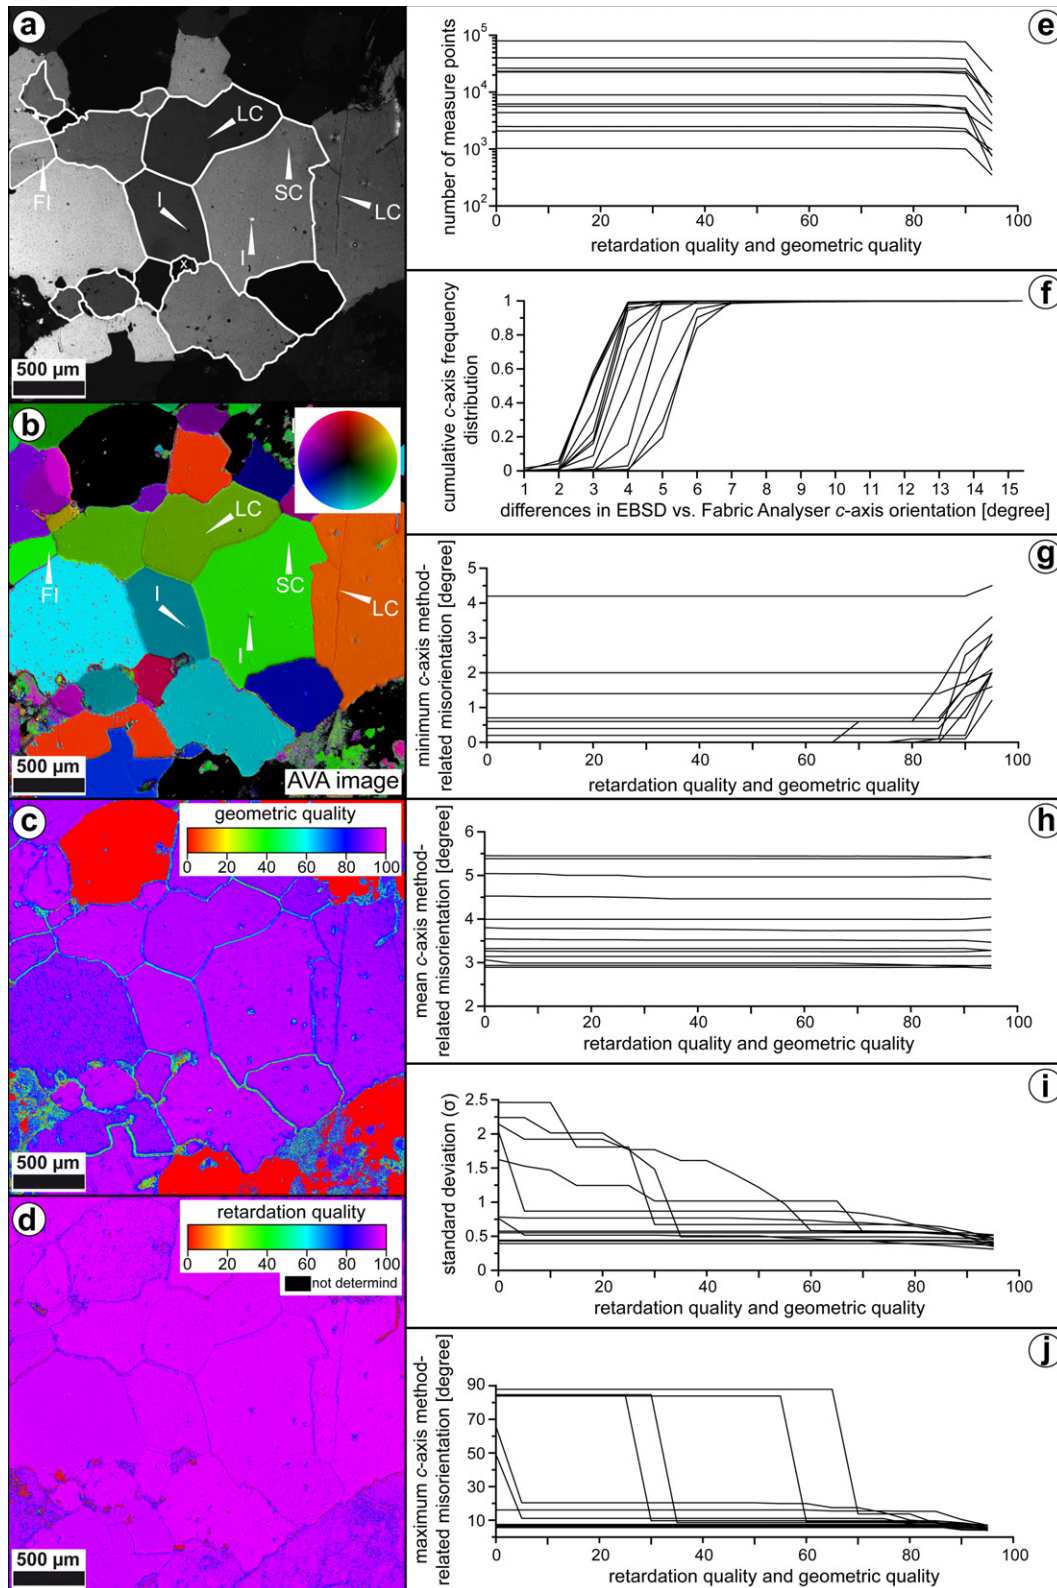 a
LC
FI
SC
I
LC
I
x
500 µm
b
LC
FI
I
SC
LC
I
500 µm
AVA image
c
geometric quality
0 20 40 60 80 100
500 µm
d
retardation quality
0 20 40 60 80 100
not determind
500 µm
e
number of measure points
10^5
10^4
10^3
10^2
0 20 40 60 80 100
retardation quality and geometric quality
f
cumulative c-axis frequency
distribution
1
0.8
0.6
0.4
0.2
0
1 2 3 4 5 6 7 8 9 10 11 12 13 14 15
differences in EBSD vs. Fabric Analyser c-axis orientation [degree]
g
minimum c-axis method-
related misorientation [degree]
5
4
3
2
1
0
0 20 40 60 80 100
retardation quality and geometric quality
h
mean c-axis method-
related misorientation [degree]
6
5
4
3
2
0 20 40 60 80 100
retardation quality and geometric quality
i
standard deviation (σ)
2.5
2
1.5
1
0.5
0
0 20 40 60 80 100
retardation quality and geometric quality
j
maximum c-axis method-
related misorientation [degree]
90
70
50
30
10
0 20 40 60 80 100
retardation quality and geometric quality